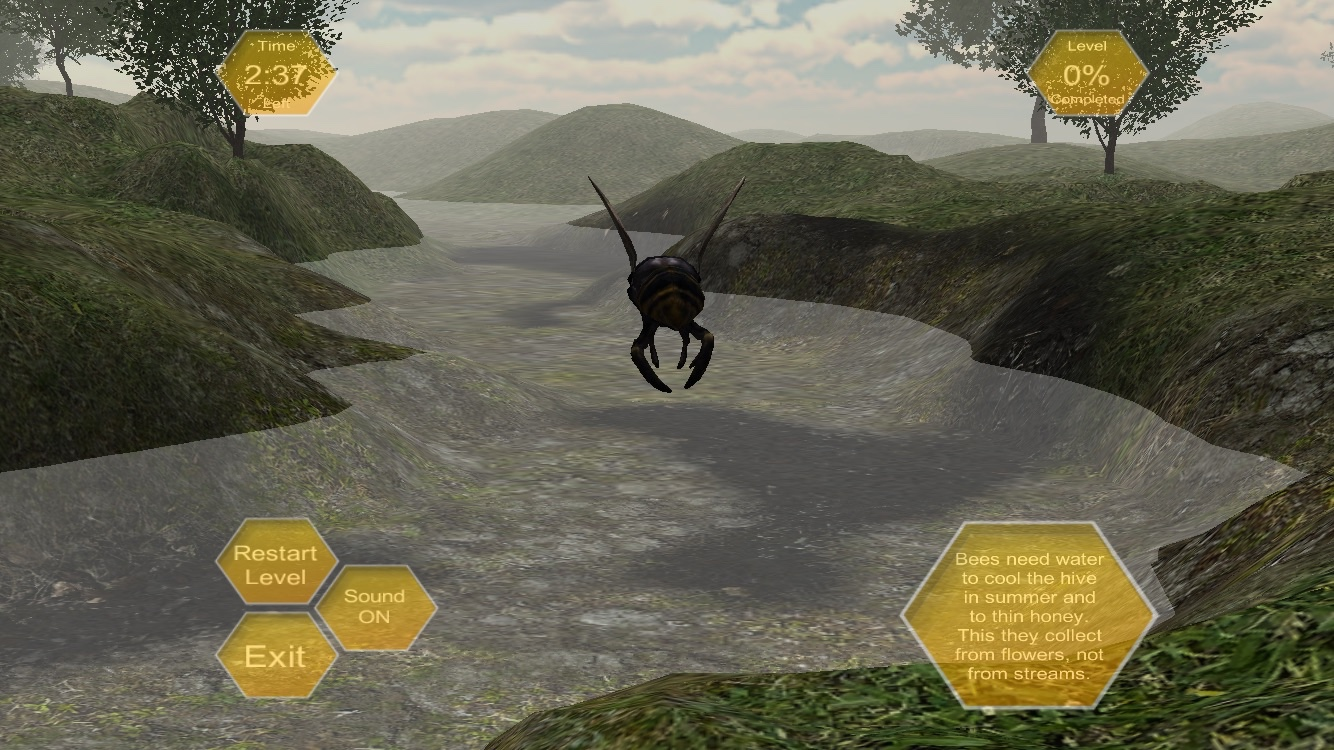 Time
2:37
Left
Level
0%
Completed
Restart
Level
Sound
ON
Exit
Bees need water
to cool the hive
in summer and
to thin honey.
This they collect
from flowers, not
from streams.